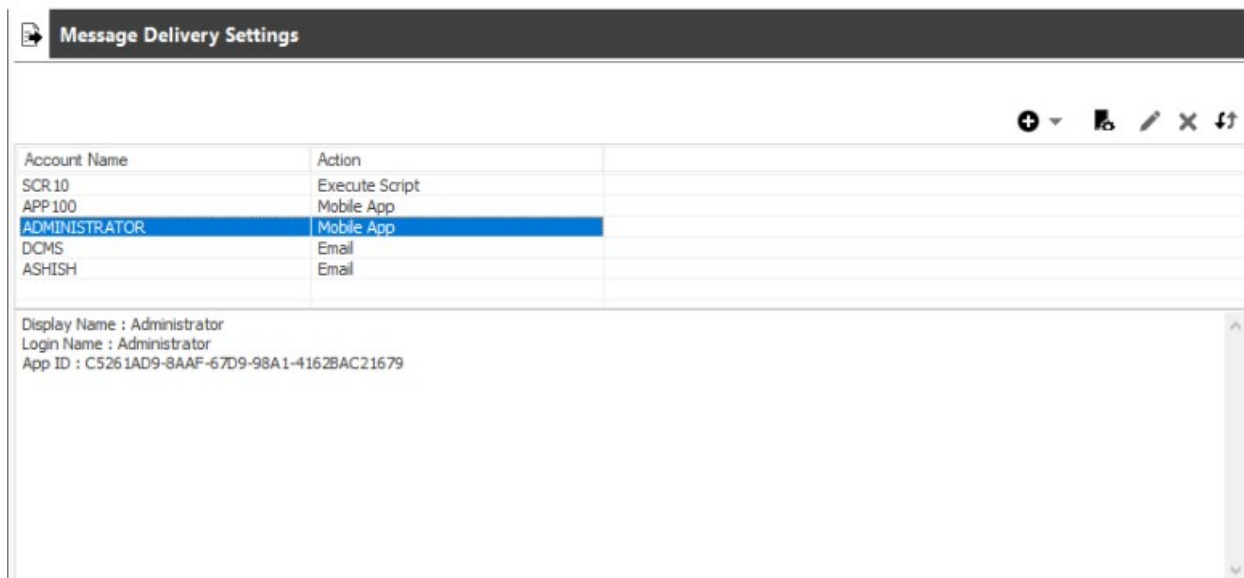 Message Delivery Settings
Account Name Action
SCR10 Execute Script
APP100 Mobile App
ADMINISTRATOR Mobile App
DCMS Email
ASHISH Email
Display Name : Administrator
Login Name : Administrator
App ID : C5261AD9-8AAF-67D9-98A1-4162BAC21679